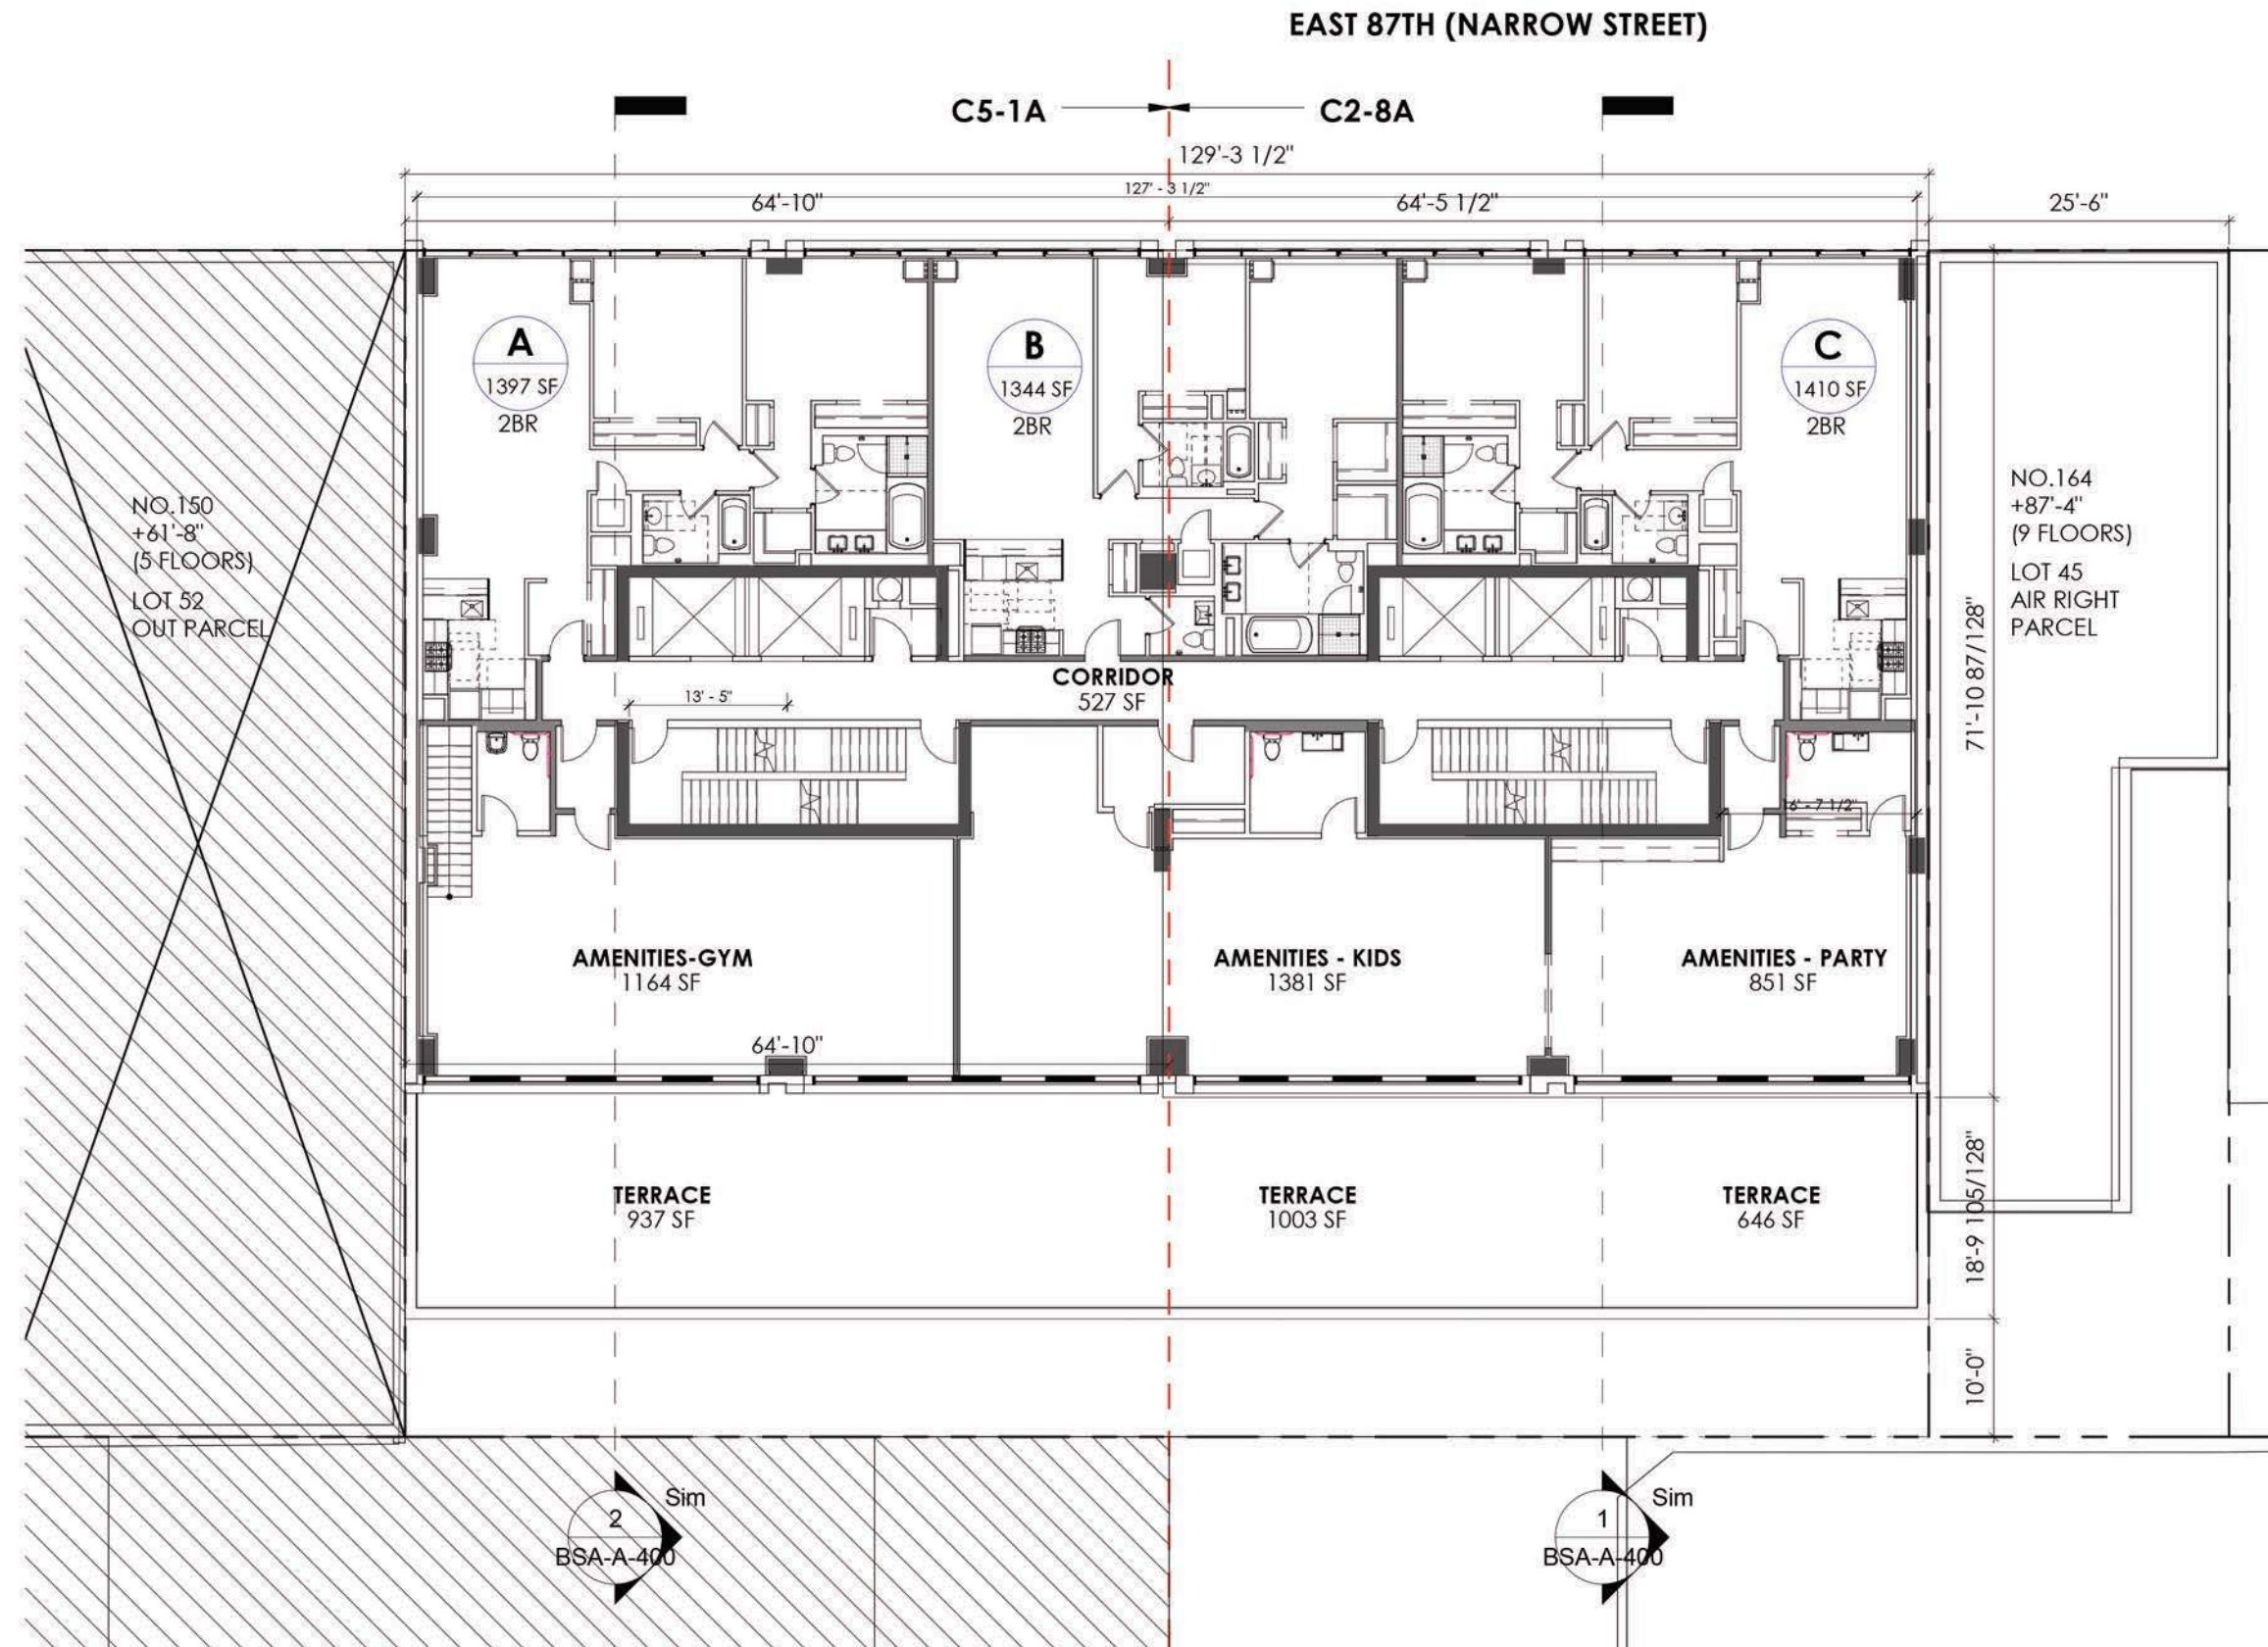 EAST 87TH (NARROW STREET)
C5-1A
C2-8A
129'-3 1/2"
127' - 3 1/2"
64'-10"
64'-5 1/2"
25'-6"
A
1397 SF
2BR
B
1344 SF
2BR
C
1410 SF
2BR
NO.150
+61'-8"
(5 FLOORS)
LOT 52
OUT PARCEL
NO.164
+87'-4"
(9 FLOORS)
LOT 45
AIR RIGHT
PARCEL
CORRIDOR
527 SF
13' - 5"
71'-10 87/128"
16' - 7 1/2"
AMENITIES-GYM
1164 SF
AMENITIES - KIDS
1381 SF
AMENITIES - PARTY
851 SF
64'-10"
TERRACE
937 SF
TERRACE
1003 SF
TERRACE
646 SF
18'-9 105/128"
10'-0"
Sim
2
BSA-A-400
Sim
1
BSA-A-400